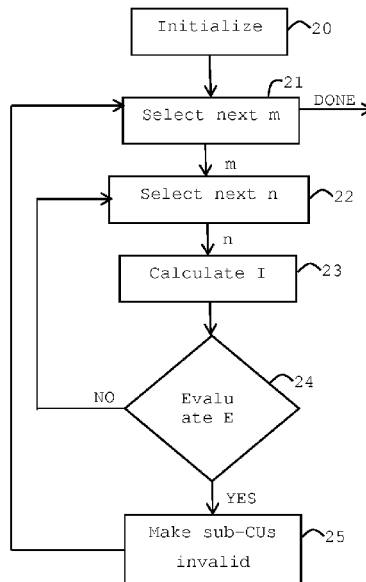 Initialize
20
21
DONE
Select next m
m
Select next n
22
n
Calculate I
23
24
NO
Evalu
ate E
YES
Make sub-CUs
invalid
25